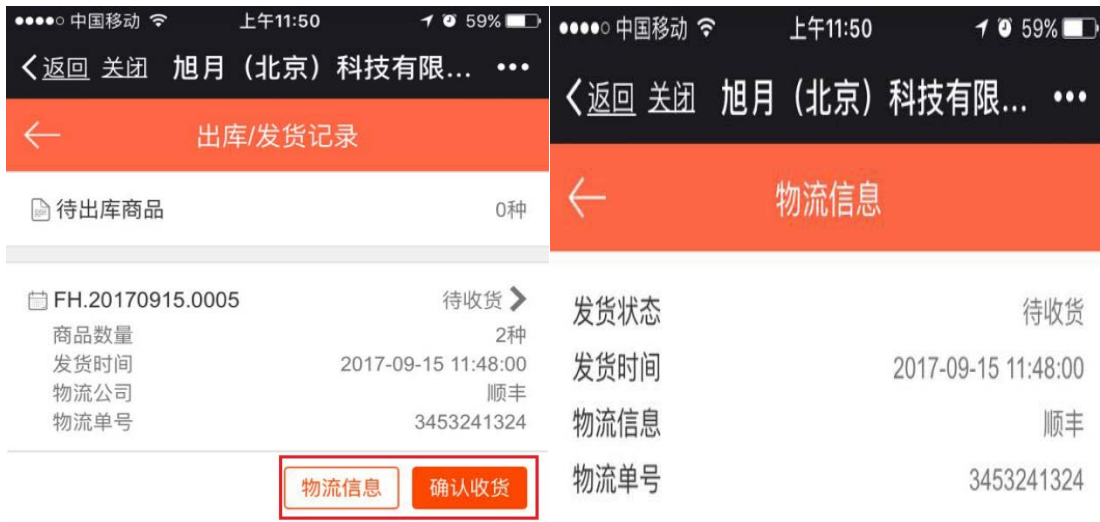 中国移动 上午11:50 59%
返回 关闭 旭月（北京）科技有限... 
出库/发货记录
待出库商品 0种
FH.20170915.0005 待收货
商品数量 2种
发货时间 2017-09-15 11:48:00
物流公司 顺丰
物流单号 3453241324
物流信息 确认收货
中国移动 上午11:50 59%
返回 关闭 旭月（北京）科技有限...
物流信息
发货状态 待收货
发货时间 2017-09-15 11:48:00
物流信息 顺丰
物流单号 3453241324